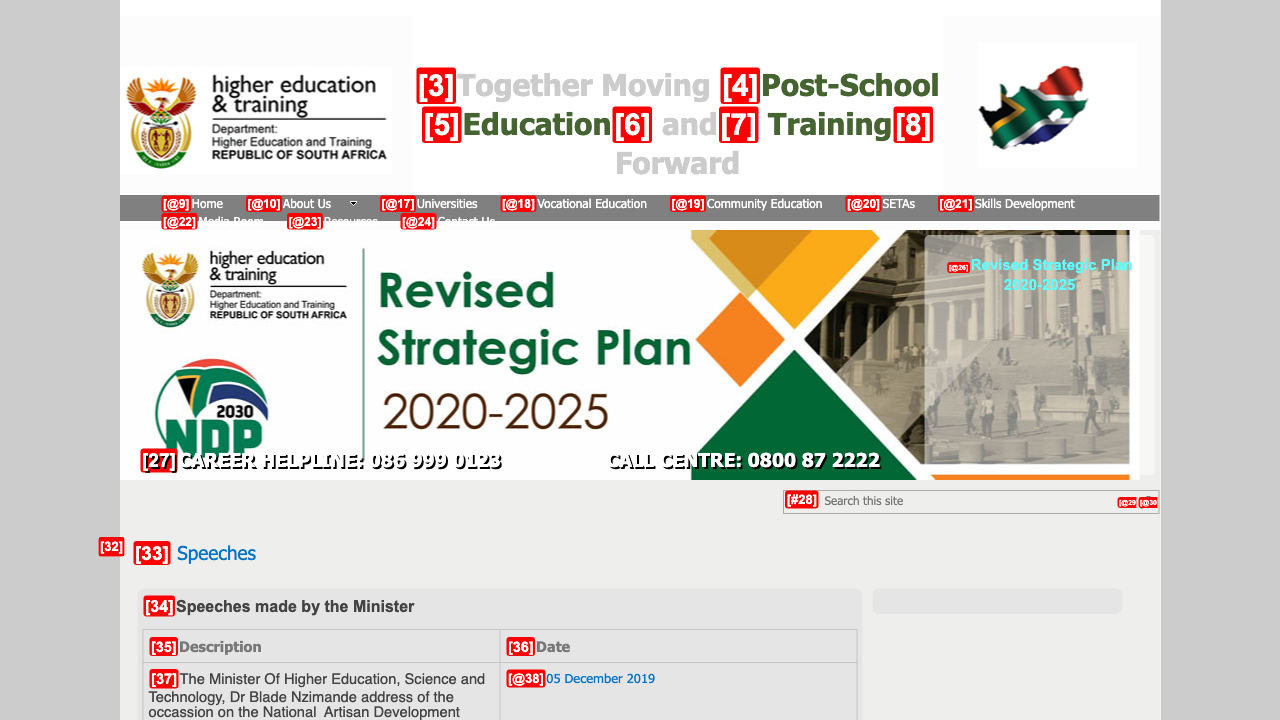 higher education
& training
Department:
Higher Education and Training
REPUBLIC OF SOUTH AFRICA
[3]Together Moving [4]Post-School
[5]Education[6] and[7] Training[8]
Forward
[@9]Home [@10]About Us [@17]Universities [@18]Vocational Education [@19]Community Education [@20]SETAs [@21]Skills Development
[@22]Media Room [@23]Resources [@24]Contact Us
higher education
& training
Department:
Higher Education and Training
REPUBLIC OF SOUTH AFRICA
2030
NDP
Revised
Strategic Plan
2020-2025
[@26]Revised Strategic Plan
2020-2025
[27]CAREER HELPLINE: 086 999 0123 CALL CENTRE: 0800 87 2222
[#28] Search this site [@29] [@30
[32]
[33] Speeches
[34]Speeches made by the Minister
[35]Description [36]Date
[37]The Minister Of Higher Education, Science and [@38]05 December 2019
Technology, Dr Blade Nzimande address of the
occassion on the National Artisan Development